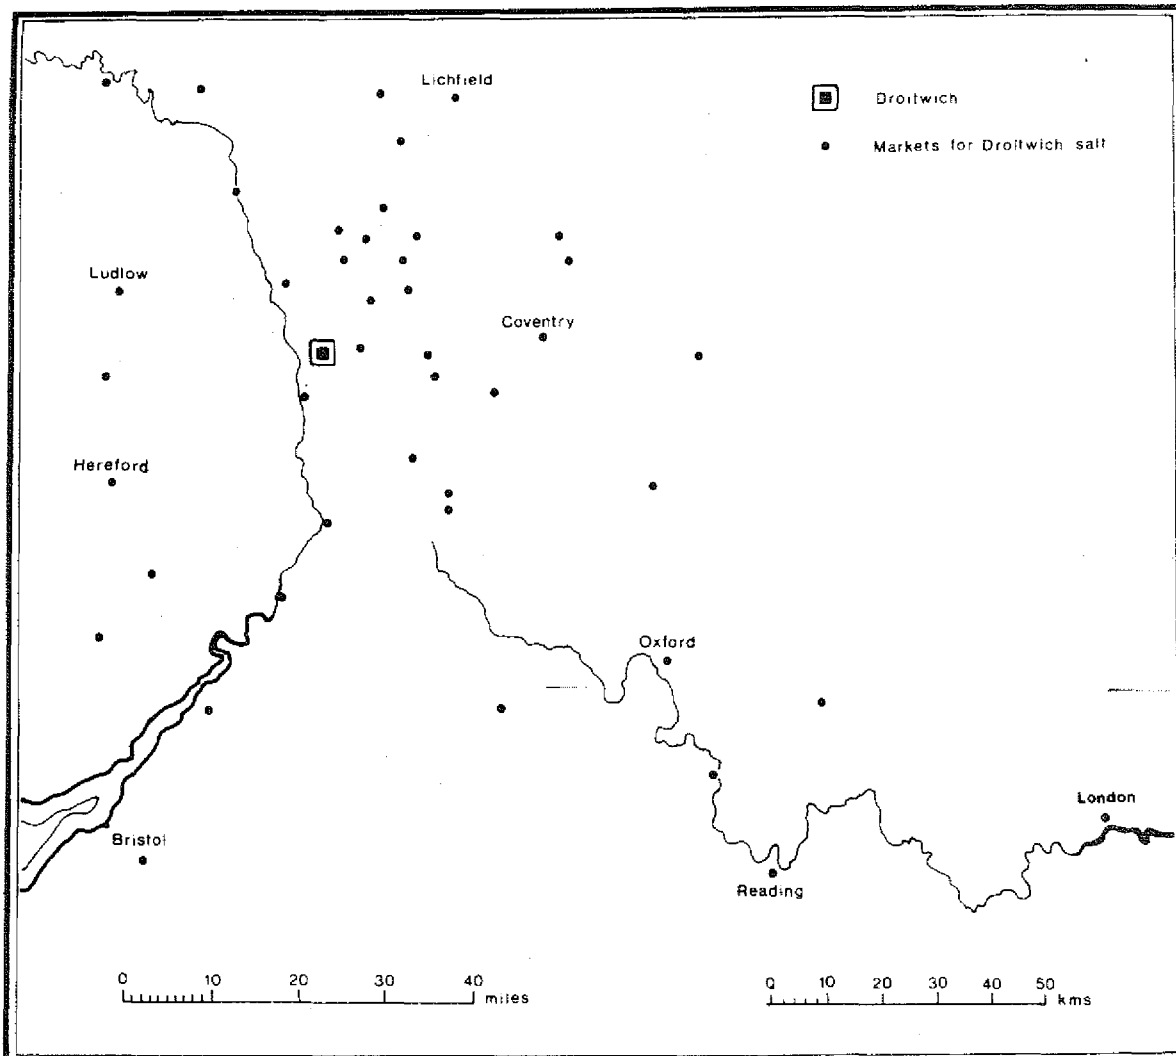 Lichfield
Droitwich
Markets for Droitwich salt
Ludlow
Coventry
Hereford
Oxford
London
Bristol
Reading
0 10 20 30 40 miles
0 10 20 30 40 50 kms